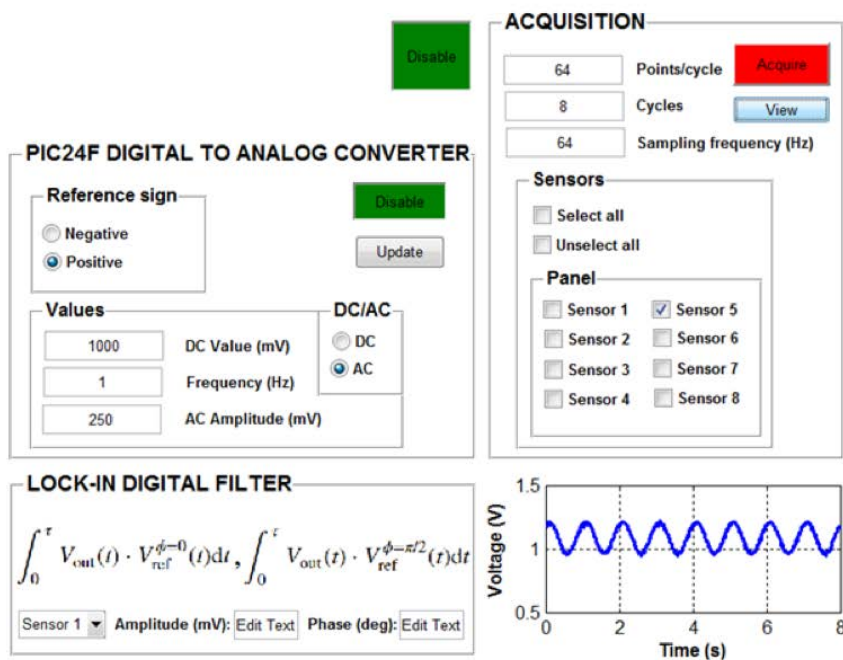 Disable
ACQUISITION
64 Points/cycle Acquire
8 Cycles View
64 Sampling frequency (Hz)
PIC24F DIGITAL TO ANALOG CONVERTER
Reference sign
Disable
Negative
Positive
Update
Values
DC/AC
1000 DC Value (mV)
DC
1 Frequency (Hz)
AC
250 AC Amplitude (mV)
Sensors
Select all
Unselect all
Panel
Sensor 1 Sensor 5
Sensor 2 Sensor 6
Sensor 3 Sensor 7
Sensor 4 Sensor 8
LOCK-IN DIGITAL FILTER
∫₀^τ V_out(t) · V_ref^{ϕ=0}(t)dt , ∫₀^τ V_out(t) · V_ref^{ϕ=π/2}(t)dt
Sensor 1 Amplitude (mV): Edit Text Phase (deg): Edit Text
Voltage (V)
1.5
1
0.5
0 2 4 6 8
Time (s)